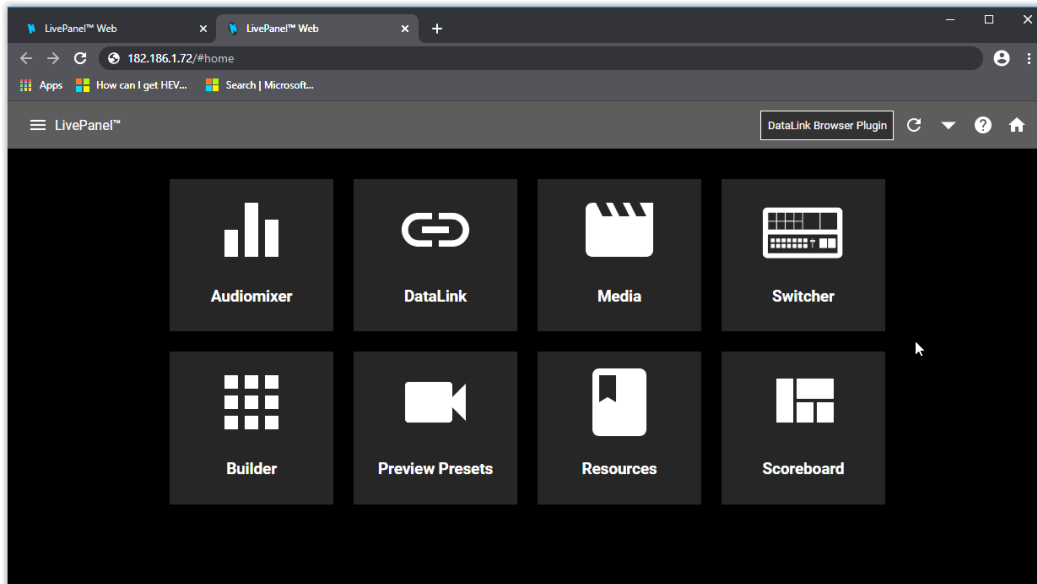 LivePanel™ Web
LivePanel™ Web
182.186.1.72/#home
Apps
How can I get HEV...
Search | Microsoft...
LivePanel™
DataLink Browser Plugin
Audiomixer
DataLink
Media
Switcher
Builder
Preview Presets
Resources
Scoreboard